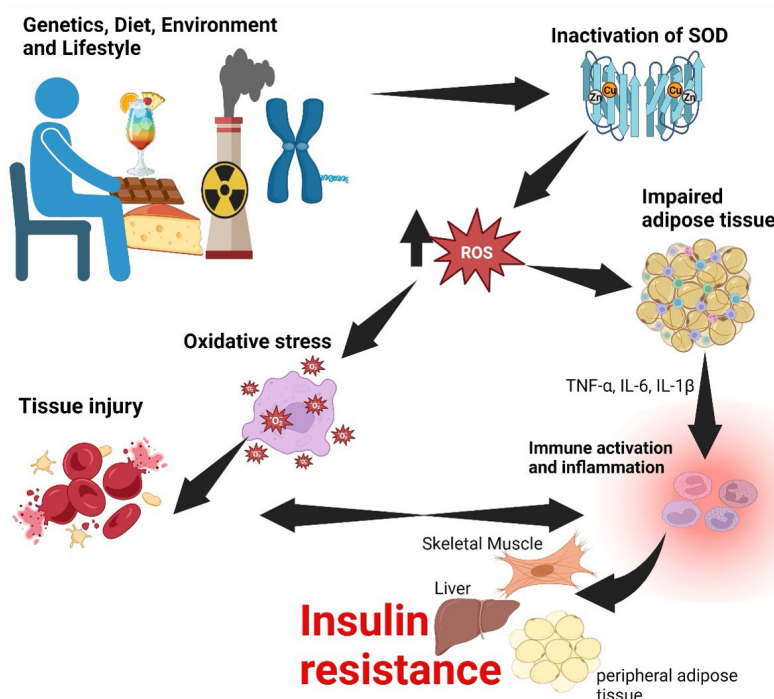 Genetics, Diet, Environment
and Lifestyle
Inactivation of SOD
Cu
Zn
Cu
Zn
Impaired
adipose tissue
ROS
Oxidative stress
Tissue injury
TNF-α, IL-6, IL-1β
Immune activation
and inflammation
Skeletal Muscle
Liver
Insulin
resistance
peripheral adipose
tissue